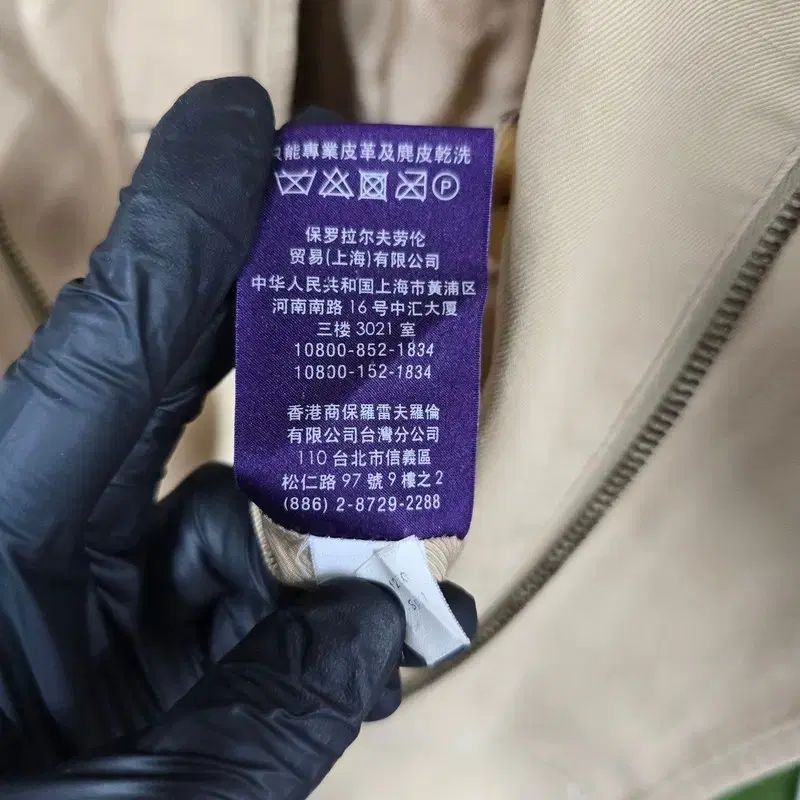 只能專業皮革及麂皮乾洗
P
保罗拉尔夫劳伦
贸易(上海)有限公司
中华人民共和国上海市黄浦区
河南南路 16 号中汇大厦
三楼 3021 室
10800-852-1834
10800-152-1834
香港商保羅雷夫羅倫
有限公司台灣分公司
110 台北市信義區
松仁路 97 號 9 樓之 2
(886) 2-8729-2288